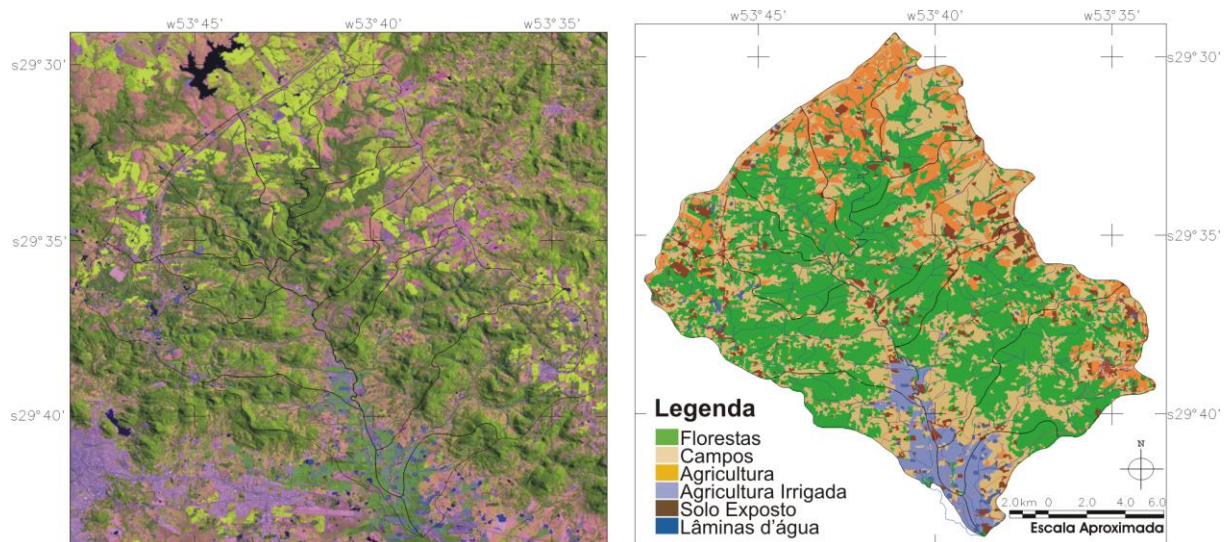 w53°45' w53°40' w53°35'
s29°30'
s29°35'
s29°40'
w53°45' w53°40' w53°35'
s29°30'
s29°35'
s29°40'
Legenda
Florestas
Campos
Agricultura
Agricultura Irrigada
Solo Exposto
Lâminas d'água
N
2.0km 0 2.0 4.0 6.0
Escala Aproximada